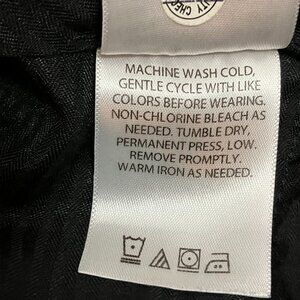 MACHINE WASH COLD,
GENTLE CYCLE WITH LIKE
COLORS BEFORE WEARING.
NON-CHLORINE BLEACH AS
NEEDED. TUMBLE DRY,
PERMANENT PRESS, LOW.
REMOVE PROMPTLY.
WARM IRON AS NEEDED.